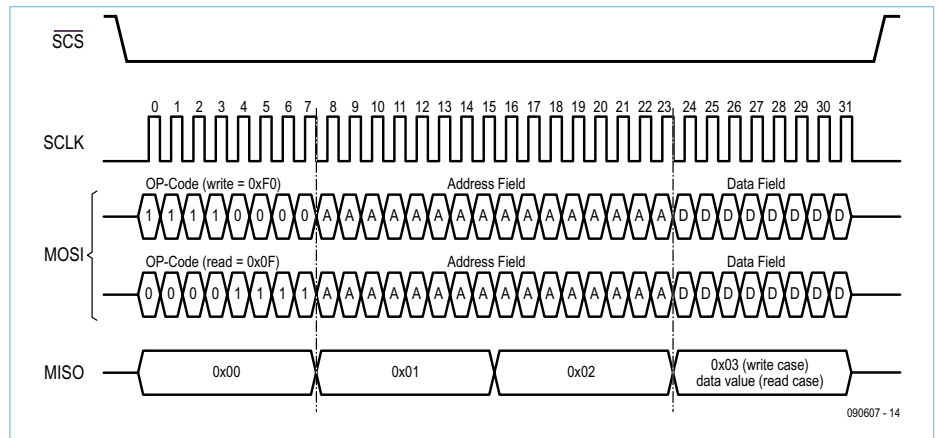 SCS
0 1 2 3 4 5 6 7 8 9 10 11 12 13 14 15 16 17 18 19 20 21 22 23 24 25 26 27 28 29 30 31
SCLK
OP-Code (write = 0xF0) Address Field Data Field
1 1 1 1 0 0 0 0 A A A A A A A A A A A A A A A A D D D D D D D D
MOSI
OP-Code (read = 0x0F) Address Field Data Field
0 0 0 0 1 1 1 1 A A A A A A A A A A A A A A A A D D D D D D D D
MISO 0x00 0x01 0x02 0x03 (write case)
data value (read case)
090607 - 14